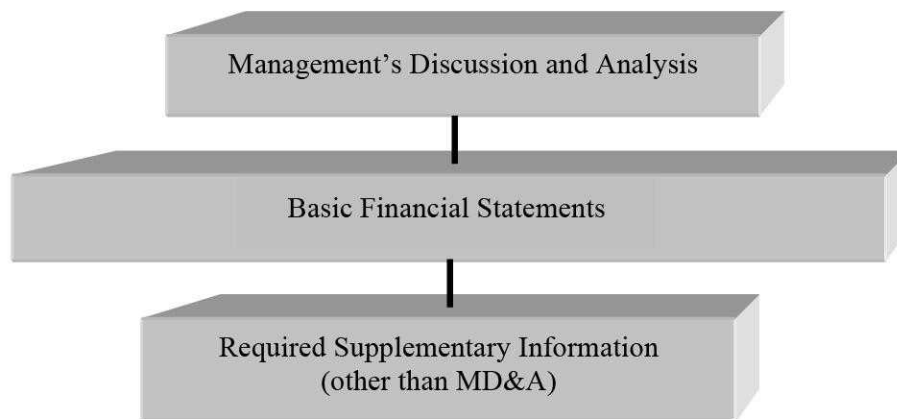 Management’s Discussion and Analysis
Basic Financial Statements
Required Supplementary Information
(other than MD&A)